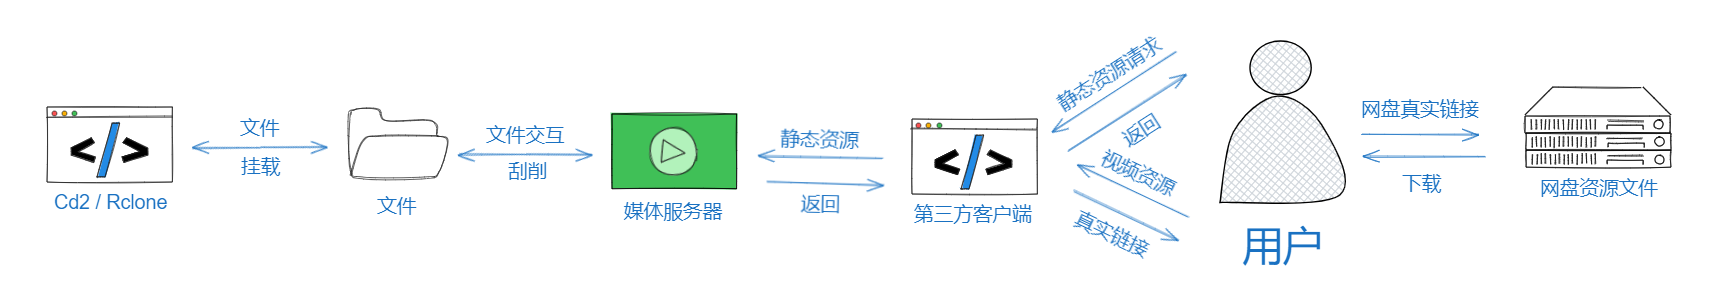 文件
挂载
Cd2 / Rclone
文件
文件交互
刮削
媒体服务器
静态资源
返回
第三方客户端
静态资源请求
返回
视频资源
真实链接
用户
网盘真实链接
下载
网盘资源文件